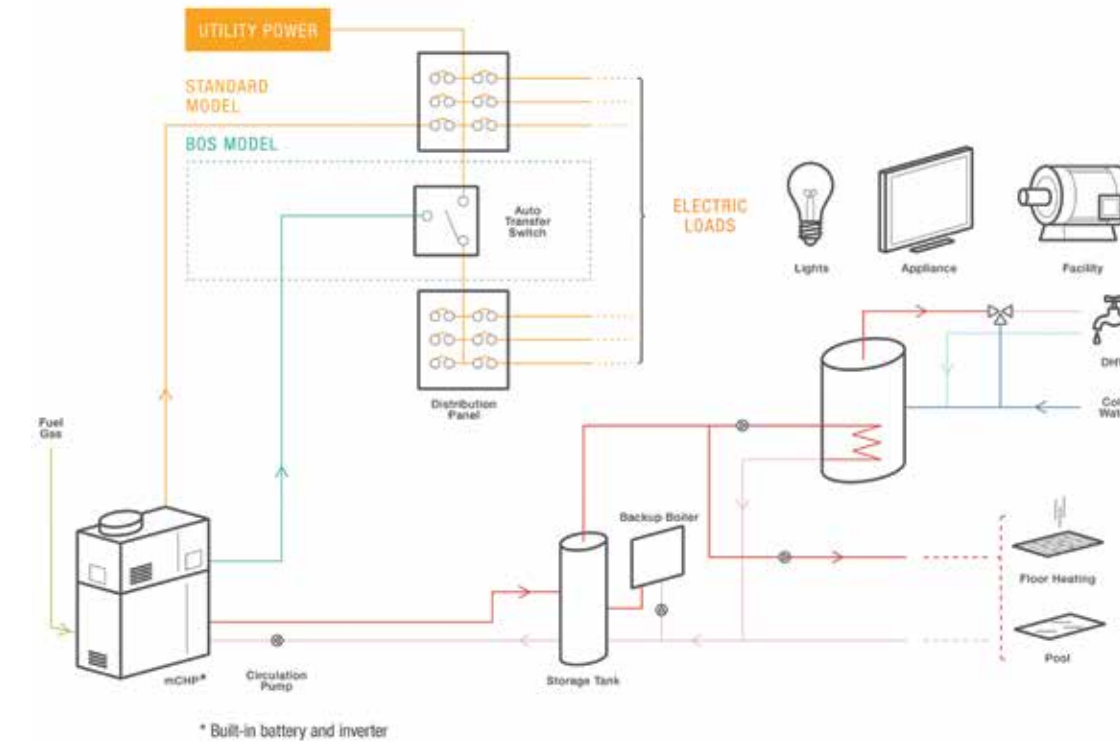 UTILITY POWER
STANDARD
MODEL
BOS MODEL
Auto
Transfer
Switch
ELECTRIC
LOADS
Lights
Appliance
Facility
Distribution
Panel
Fuel
Gas
Backup Boiler
Floor Heating
Pool
mCHP*
Circulation
Pump
Storage Tank
* Built-in battery and inverter